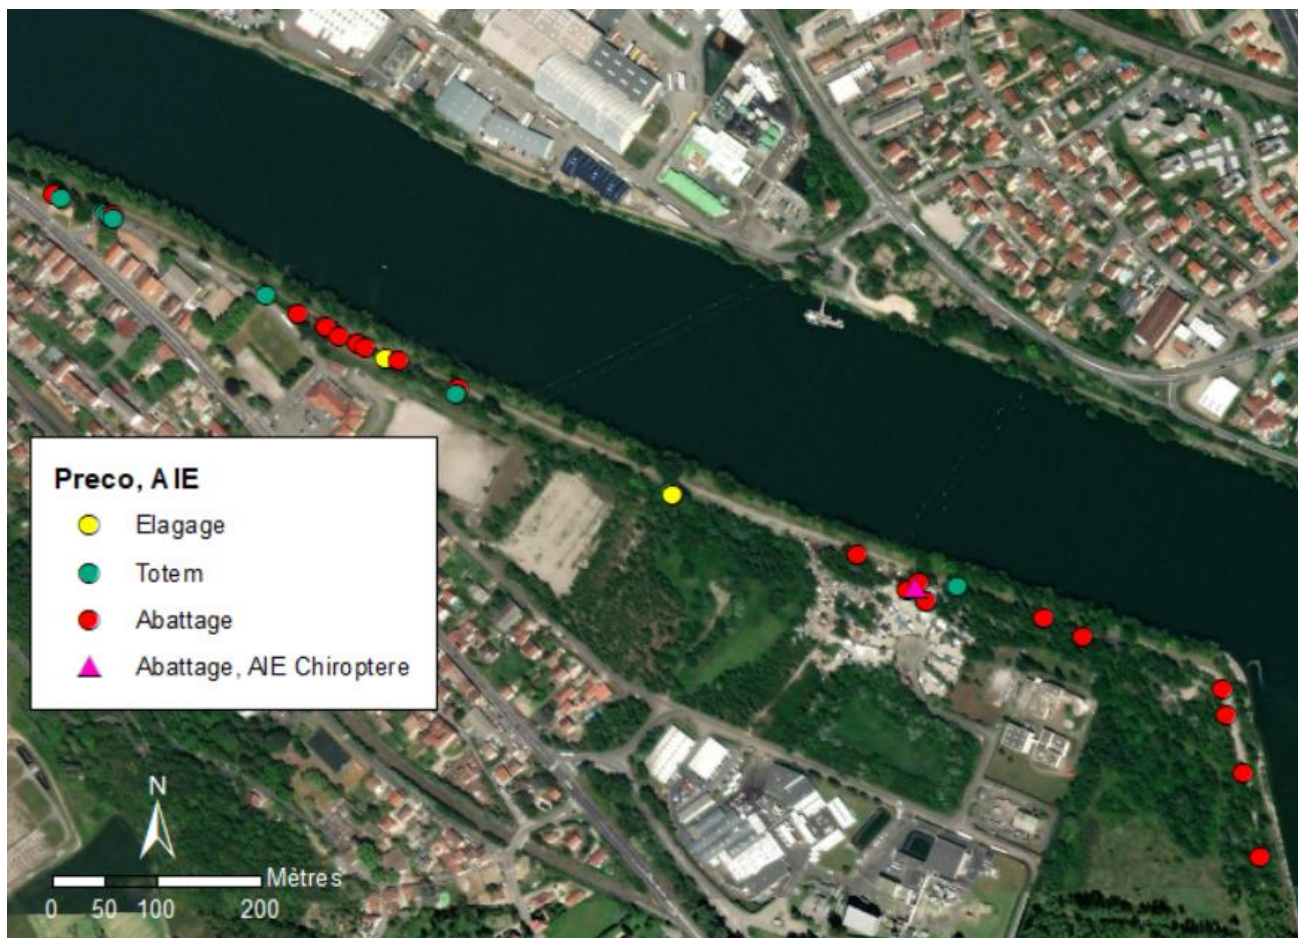 Preco, AIE
Elagage
Totem
Abattage
Abattage, AIE Chiroptere
N
Mètres
0 50 100 200